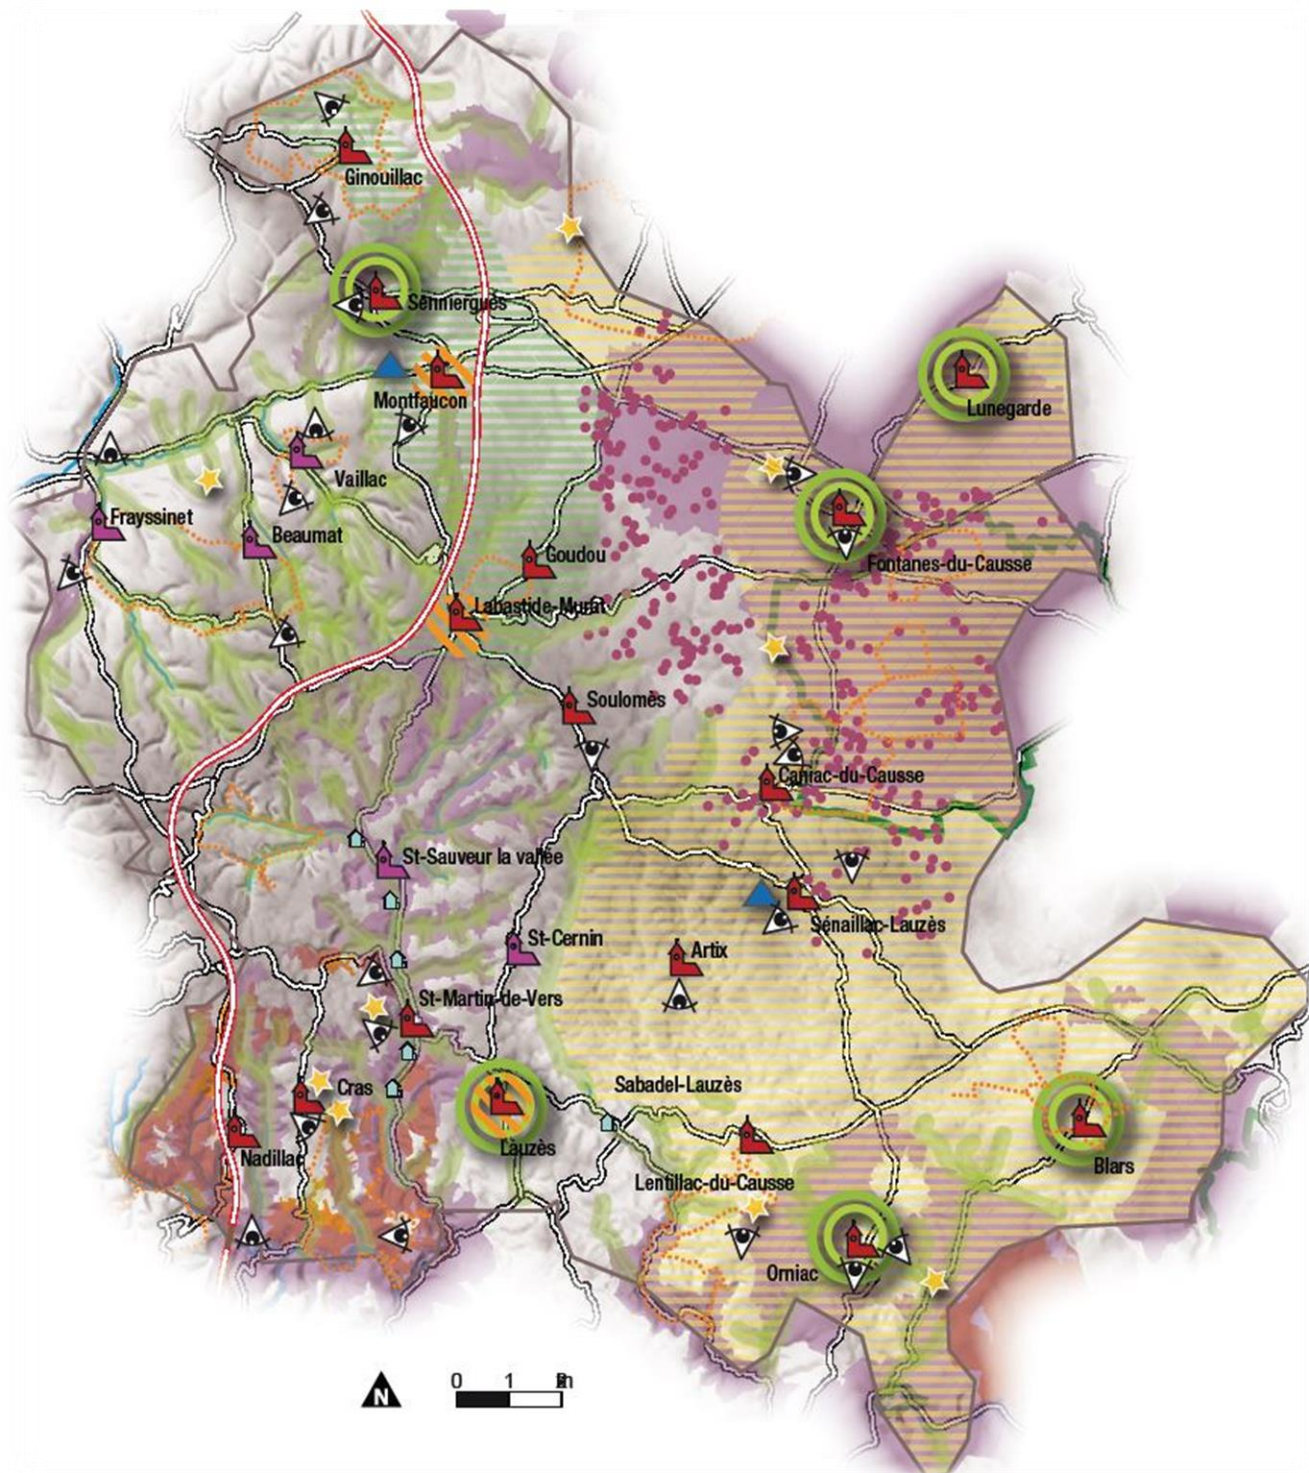 Ginouillac
Séniergues
Montfaucon
Lunegarde
Vaillac
Frayssinet
Beaumat
Goudou
Fontanes-du-Causse
Labastide-Murat
Soulomès
Caniac-du-Causse
St-Sauveur la vallée
St-Cernin
Sénaillac-Lauzès
Artix
St-Martin-de-Vers
Cras
Sabadel-Lauzès
Nadillac
Lauzès
Blars
Lentillac-du-Causse
Orniac
N
0 1